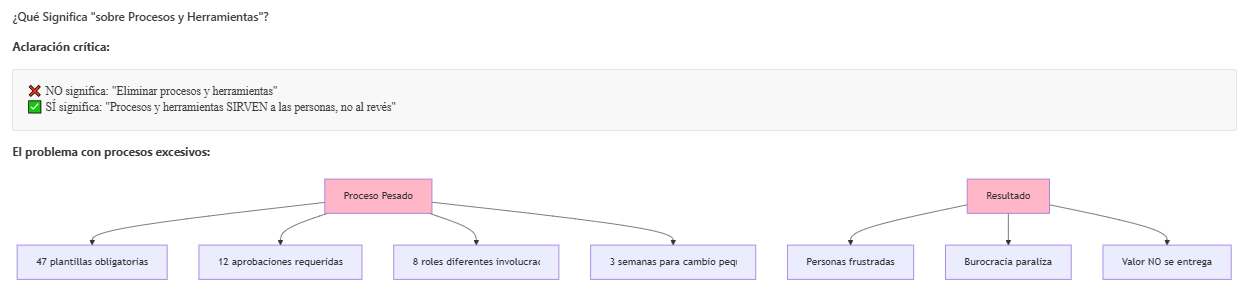 ¿Qué Significa "sobre Procesos y Herramientas"?
Aclaración crítica:
❌ NO significa: "Eliminar procesos y herramientas"
✅ SÍ significa: "Procesos y herramientas SIRVEN a las personas, no al revés"
El problema con procesos excesivos:
Proceso Pesado
Resultado
47 plantillas obligatorias
12 aprobaciones requeridas
8 roles diferentes
3 semanas para cambio
Personas frustradas
Burocracia paraliza
Valor NO se entrega